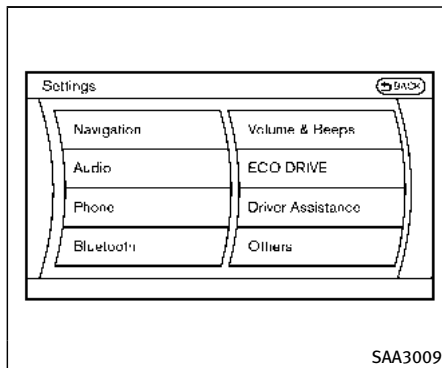 Settings
BACK
Navigation
Volume & Beeps
Audio
ECO DRIVE
Phone
Driver Assistance
Bluetooth
Others
SAA3009